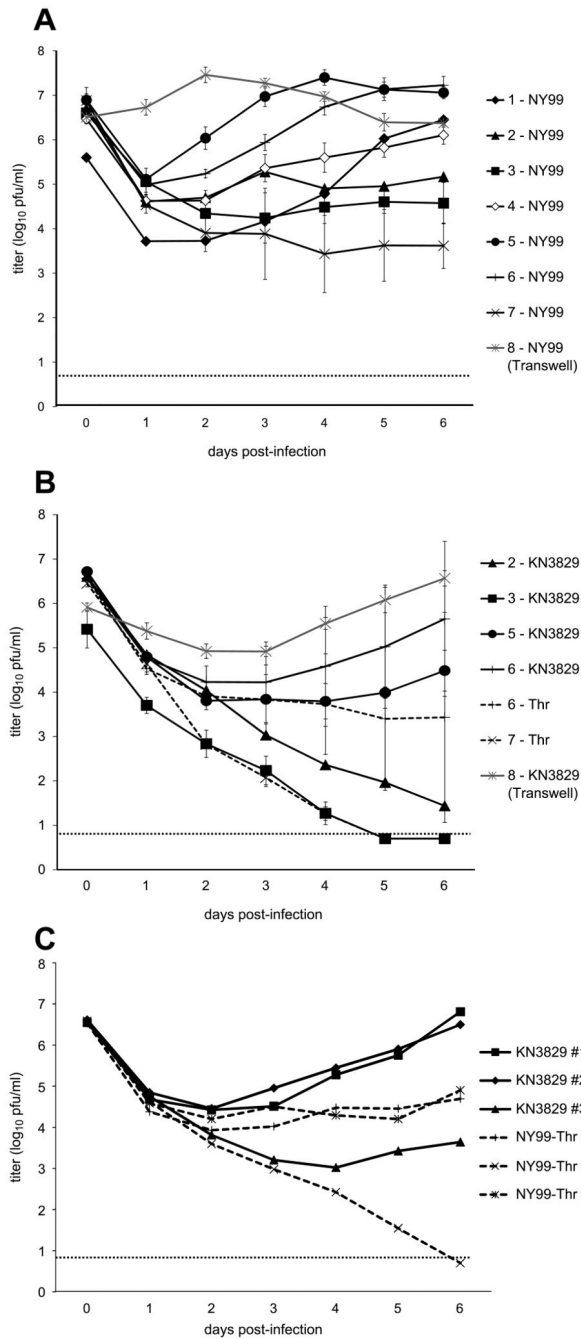 A
8
7
6
5
4
3
2
1
0
titer (log10 pfu/ml)
0 1 2 3 4 5 6
days post-infection
1 - NY99
2 - NY99
3 - NY99
4 - NY99
5 - NY99
6 - NY99
7 - NY99
8 - NY99
(Transwell)
B
8
7
6
5
4
3
2
1
0
titer (log10 pfu/ml)
0 1 2 3 4 5 6
days post-infection
2 - KN3829
3 - KN3829
5 - KN3829
6 - KN3829
6 - Thr
7 - Thr
8 - KN3829
(Transwell)
C
8
7
6
5
4
3
2
1
0
titer (log10 pfu/ml)
0 1 2 3 4 5 6
days post-infection
KN3829 #
KN3829 #2
KN3829 #3
NY99-Thr
NY99-Thr
NY99-Thr